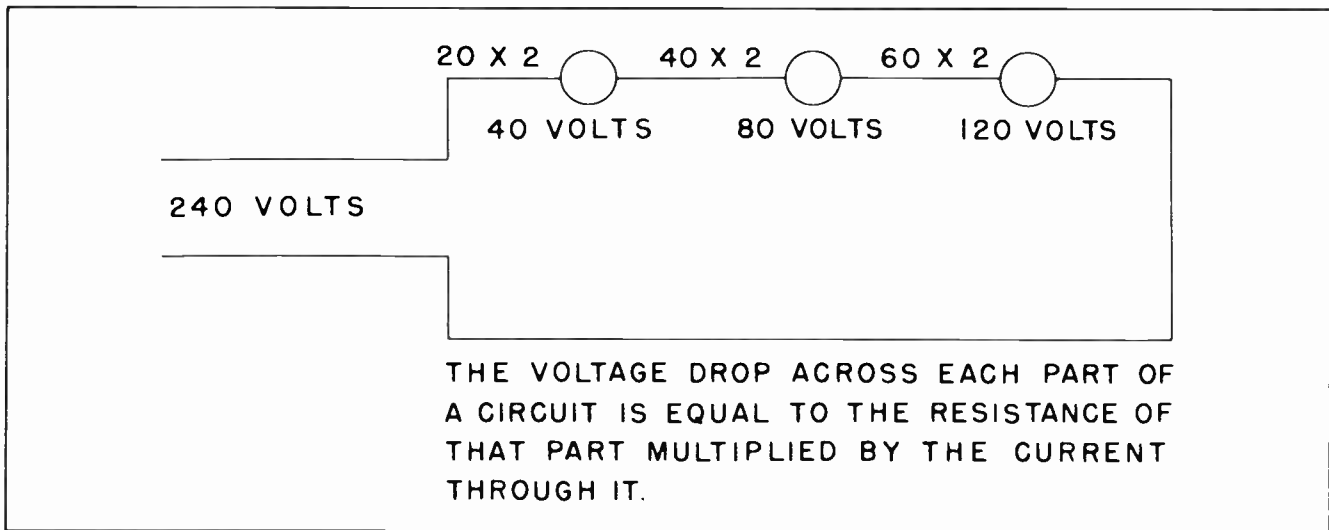 20 X 2 40 X 2 60 X 2
40 VOLTS 80 VOLTS 120 VOLTS
240 VOLTS
THE VOLTAGE DROP ACROSS EACH PART OF
A CIRCUIT IS EQUAL TO THE RESISTANCE OF
THAT PART MULTIPLIED BY THE CURRENT
THROUGH IT.